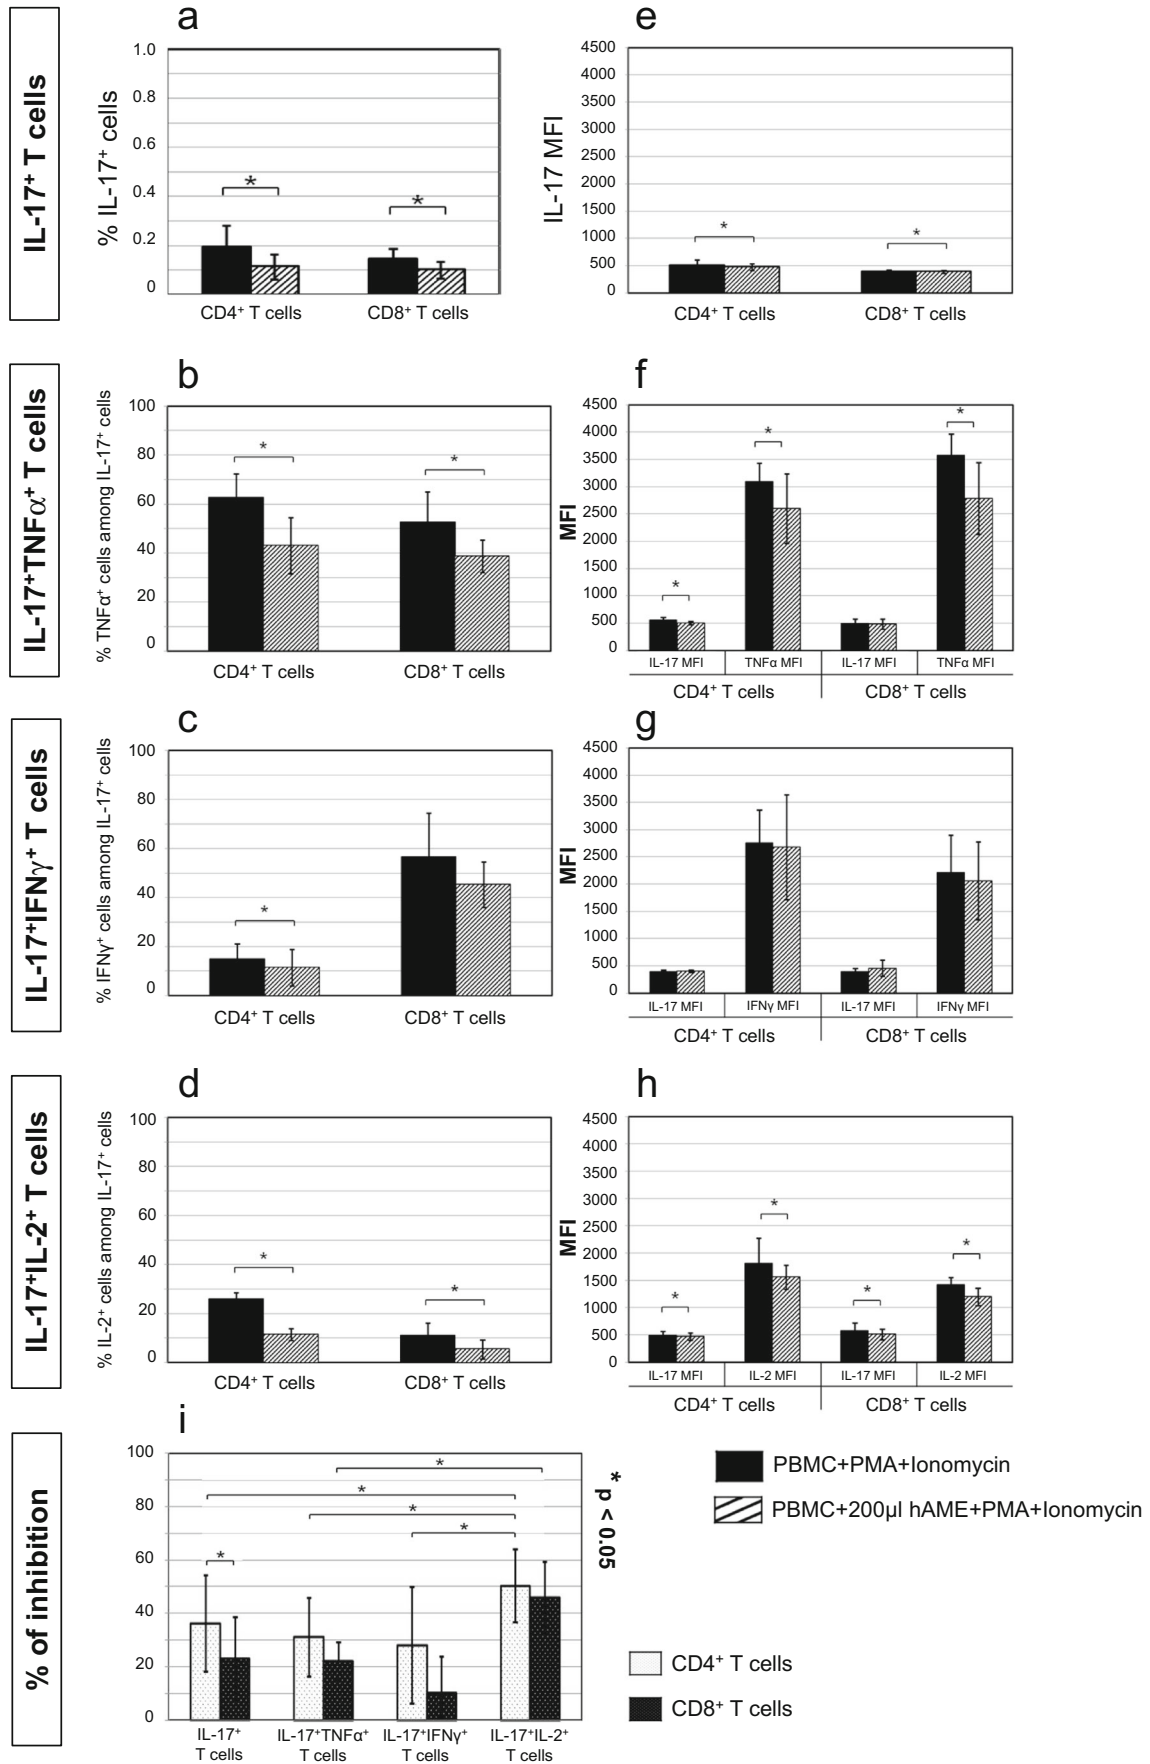 IL-17⁺ T cells
a
% IL-17⁺ cells
1.0
0.8
0.6
0.4
0.2
0
*
*
CD4⁺ T cells
CD8⁺ T cells
e
IL-17 MFI
4500
4000
3500
3000
2500
2000
1500
1000
500
0
*
*
CD4⁺ T cells
CD8⁺ T cells
IL-17⁺TNFα⁺ T cells
b
% TNFα⁺ cells among IL-17⁺ cells
100
80
60
40
20
0
*
*
CD4⁺ T cells
CD8⁺ T cells
f
MFI
4500
4000
3500
3000
2500
2000
1500
1000
500
0
*
*
*
IL-17 MFI
TNFα MFI
IL-17 MFI
TNFα MFI
CD4⁺ T cells
CD8⁺ T cells
IL-17⁺IFNγ⁺ T cells
c
% IFNγ⁺ cells among IL-17⁺ cells
100
80
60
40
20
0
*
CD4⁺ T cells
CD8⁺ T cells
g
MFI
4500
4000
3500
3000
2500
2000
1500
1000
500
0
IL-17 MFI
IFNγ MFI
IL-17 MFI
IFNγ MFI
CD4⁺ T cells
CD8⁺ T cells
IL-17⁺IL-2⁺ T cells
d
% IL-2⁺ cells among IL-17⁺ cells
100
80
60
40
20
0
*
*
CD4⁺ T cells
CD8⁺ T cells
h
MFI
4500
4000
3500
3000
2500
2000
1500
1000
500
0
*
*
*
*
IL-17 MFI
IL-2 MFI
IL-17 MFI
IL-2 MFI
CD4⁺ T cells
CD8⁺ T cells
% of inhibition
i
100
80
60
40
20
0
*
*
*
*
*
IL-17⁺
T cells
IL-17⁺TNFα⁺
T cells
IL-17⁺IFNγ⁺
T cells
IL-17⁺IL-2⁺
T cells
* p < 0.05
PBMC+PMA+Ionomycin
PBMC+200µl hAME+PMA+Ionomycin
CD4⁺ T cells
CD8⁺ T cells